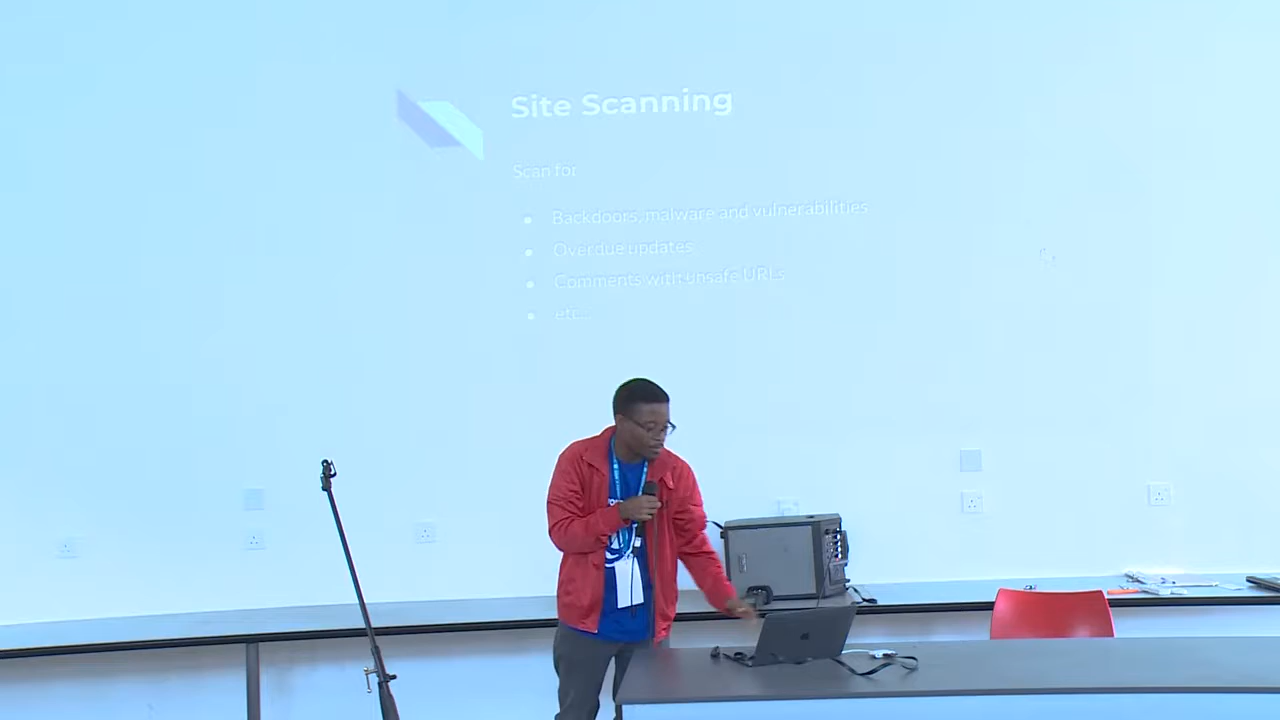 Site Scanning
Scan for
Backdoors, malware and vulnerabilities
Overdue updates
Comments with unsafe URLs
etc...